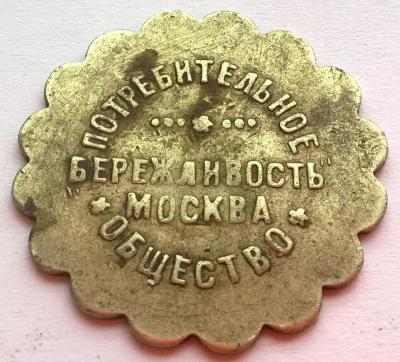 ПОТРЕБИТЕЛЬНОЕ
"БЕРЕЖЛИВОСТЬ"
МОСКВА
ОБЩЕСТВО